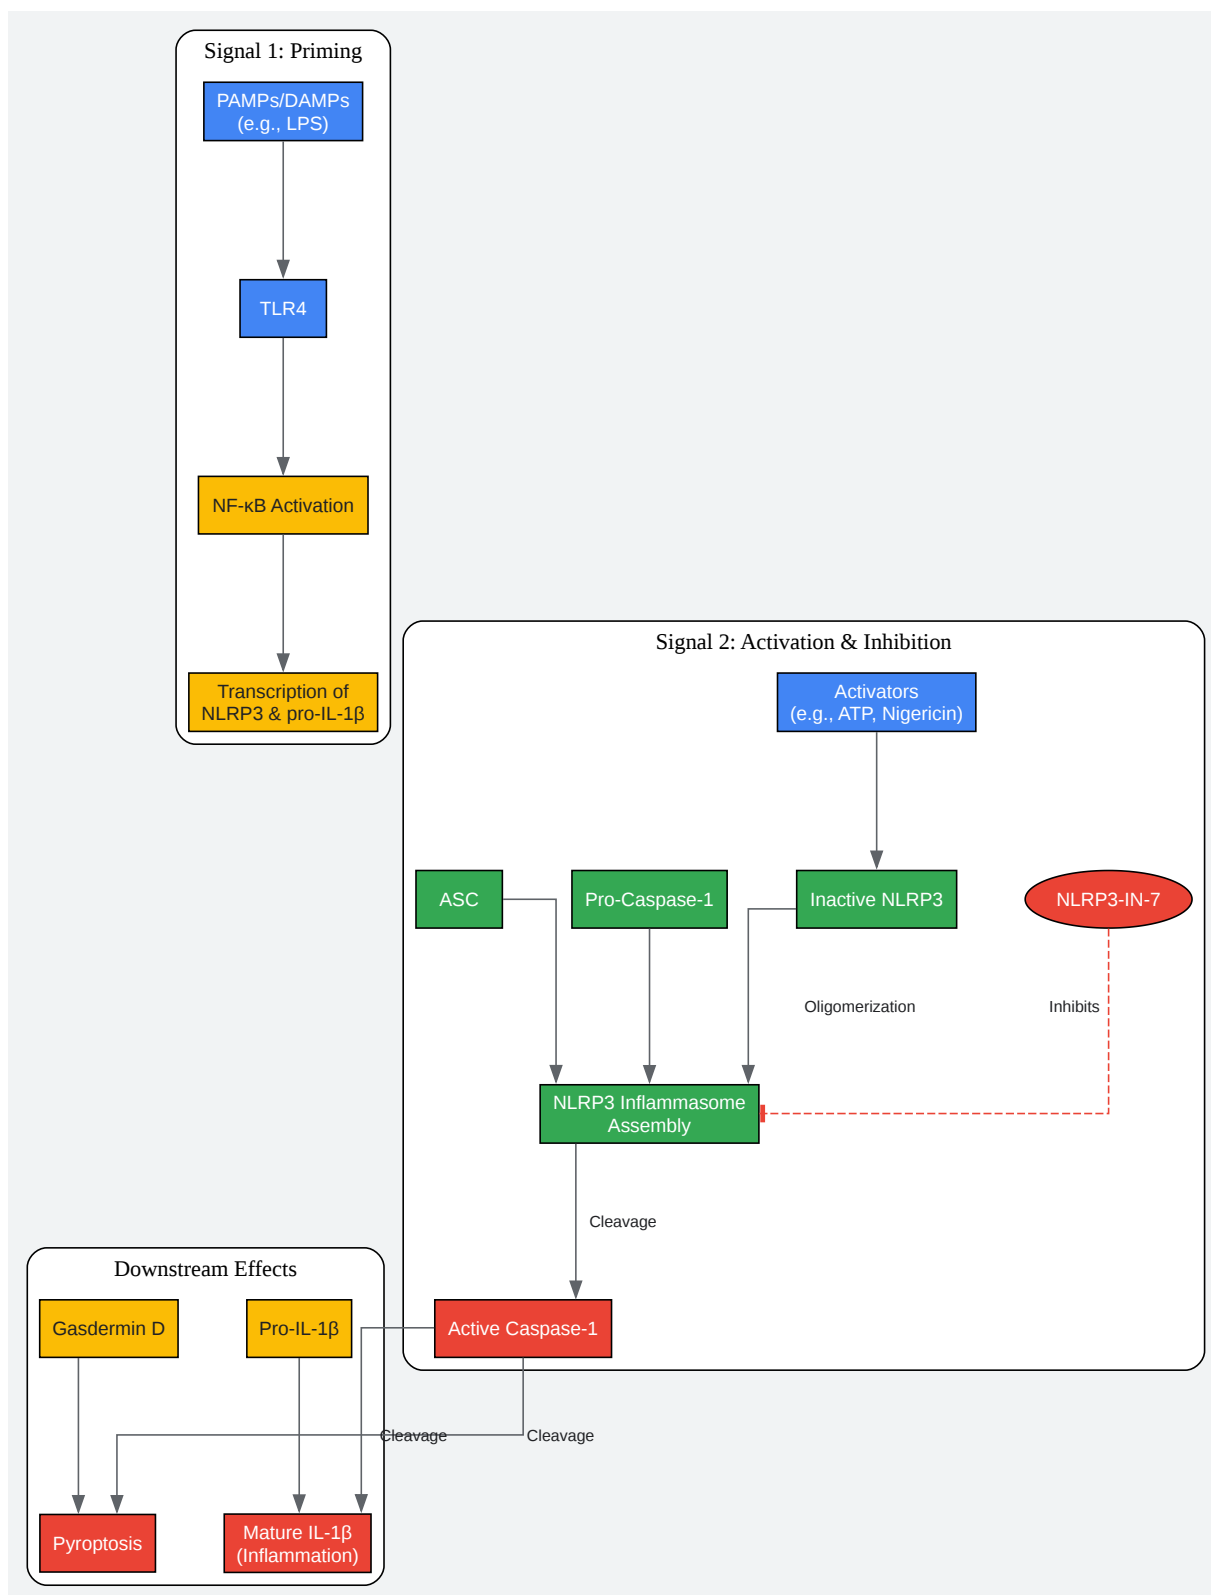 Signal 1: Priming
PAMPs/DAMPs
(e.g., LPS)
TLR4
NF-κB Activation
Transcription of
NLRP3 & pro-IL-1β
Signal 2: Activation & Inhibition
Activators
(e.g., ATP, Nigericin)
ASC
Pro-Caspase-1
Inactive NLRP3
NLRP3-IN-7
Oligomerization
Inhibits
NLRP3 Inflammasome
Assembly
Cleavage
Active Caspase-1
Downstream Effects
Gasdermin D
Pro-IL-1β
Cleavage
Cleavage
Pyroptosis
Mature IL-1β
(Inflammation)